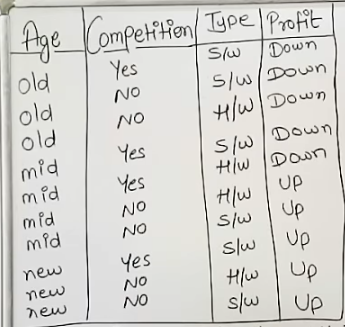 Age Competition Type Profit
old Yes S/W Down
old NO S/W Down
old NO H/W Down
mid Yes S/W Down
mid Yes H/W Down
mid NO H/W UP
mid NO S/W UP
new Yes S/W UP
new NO H/W UP
new NO S/W UP